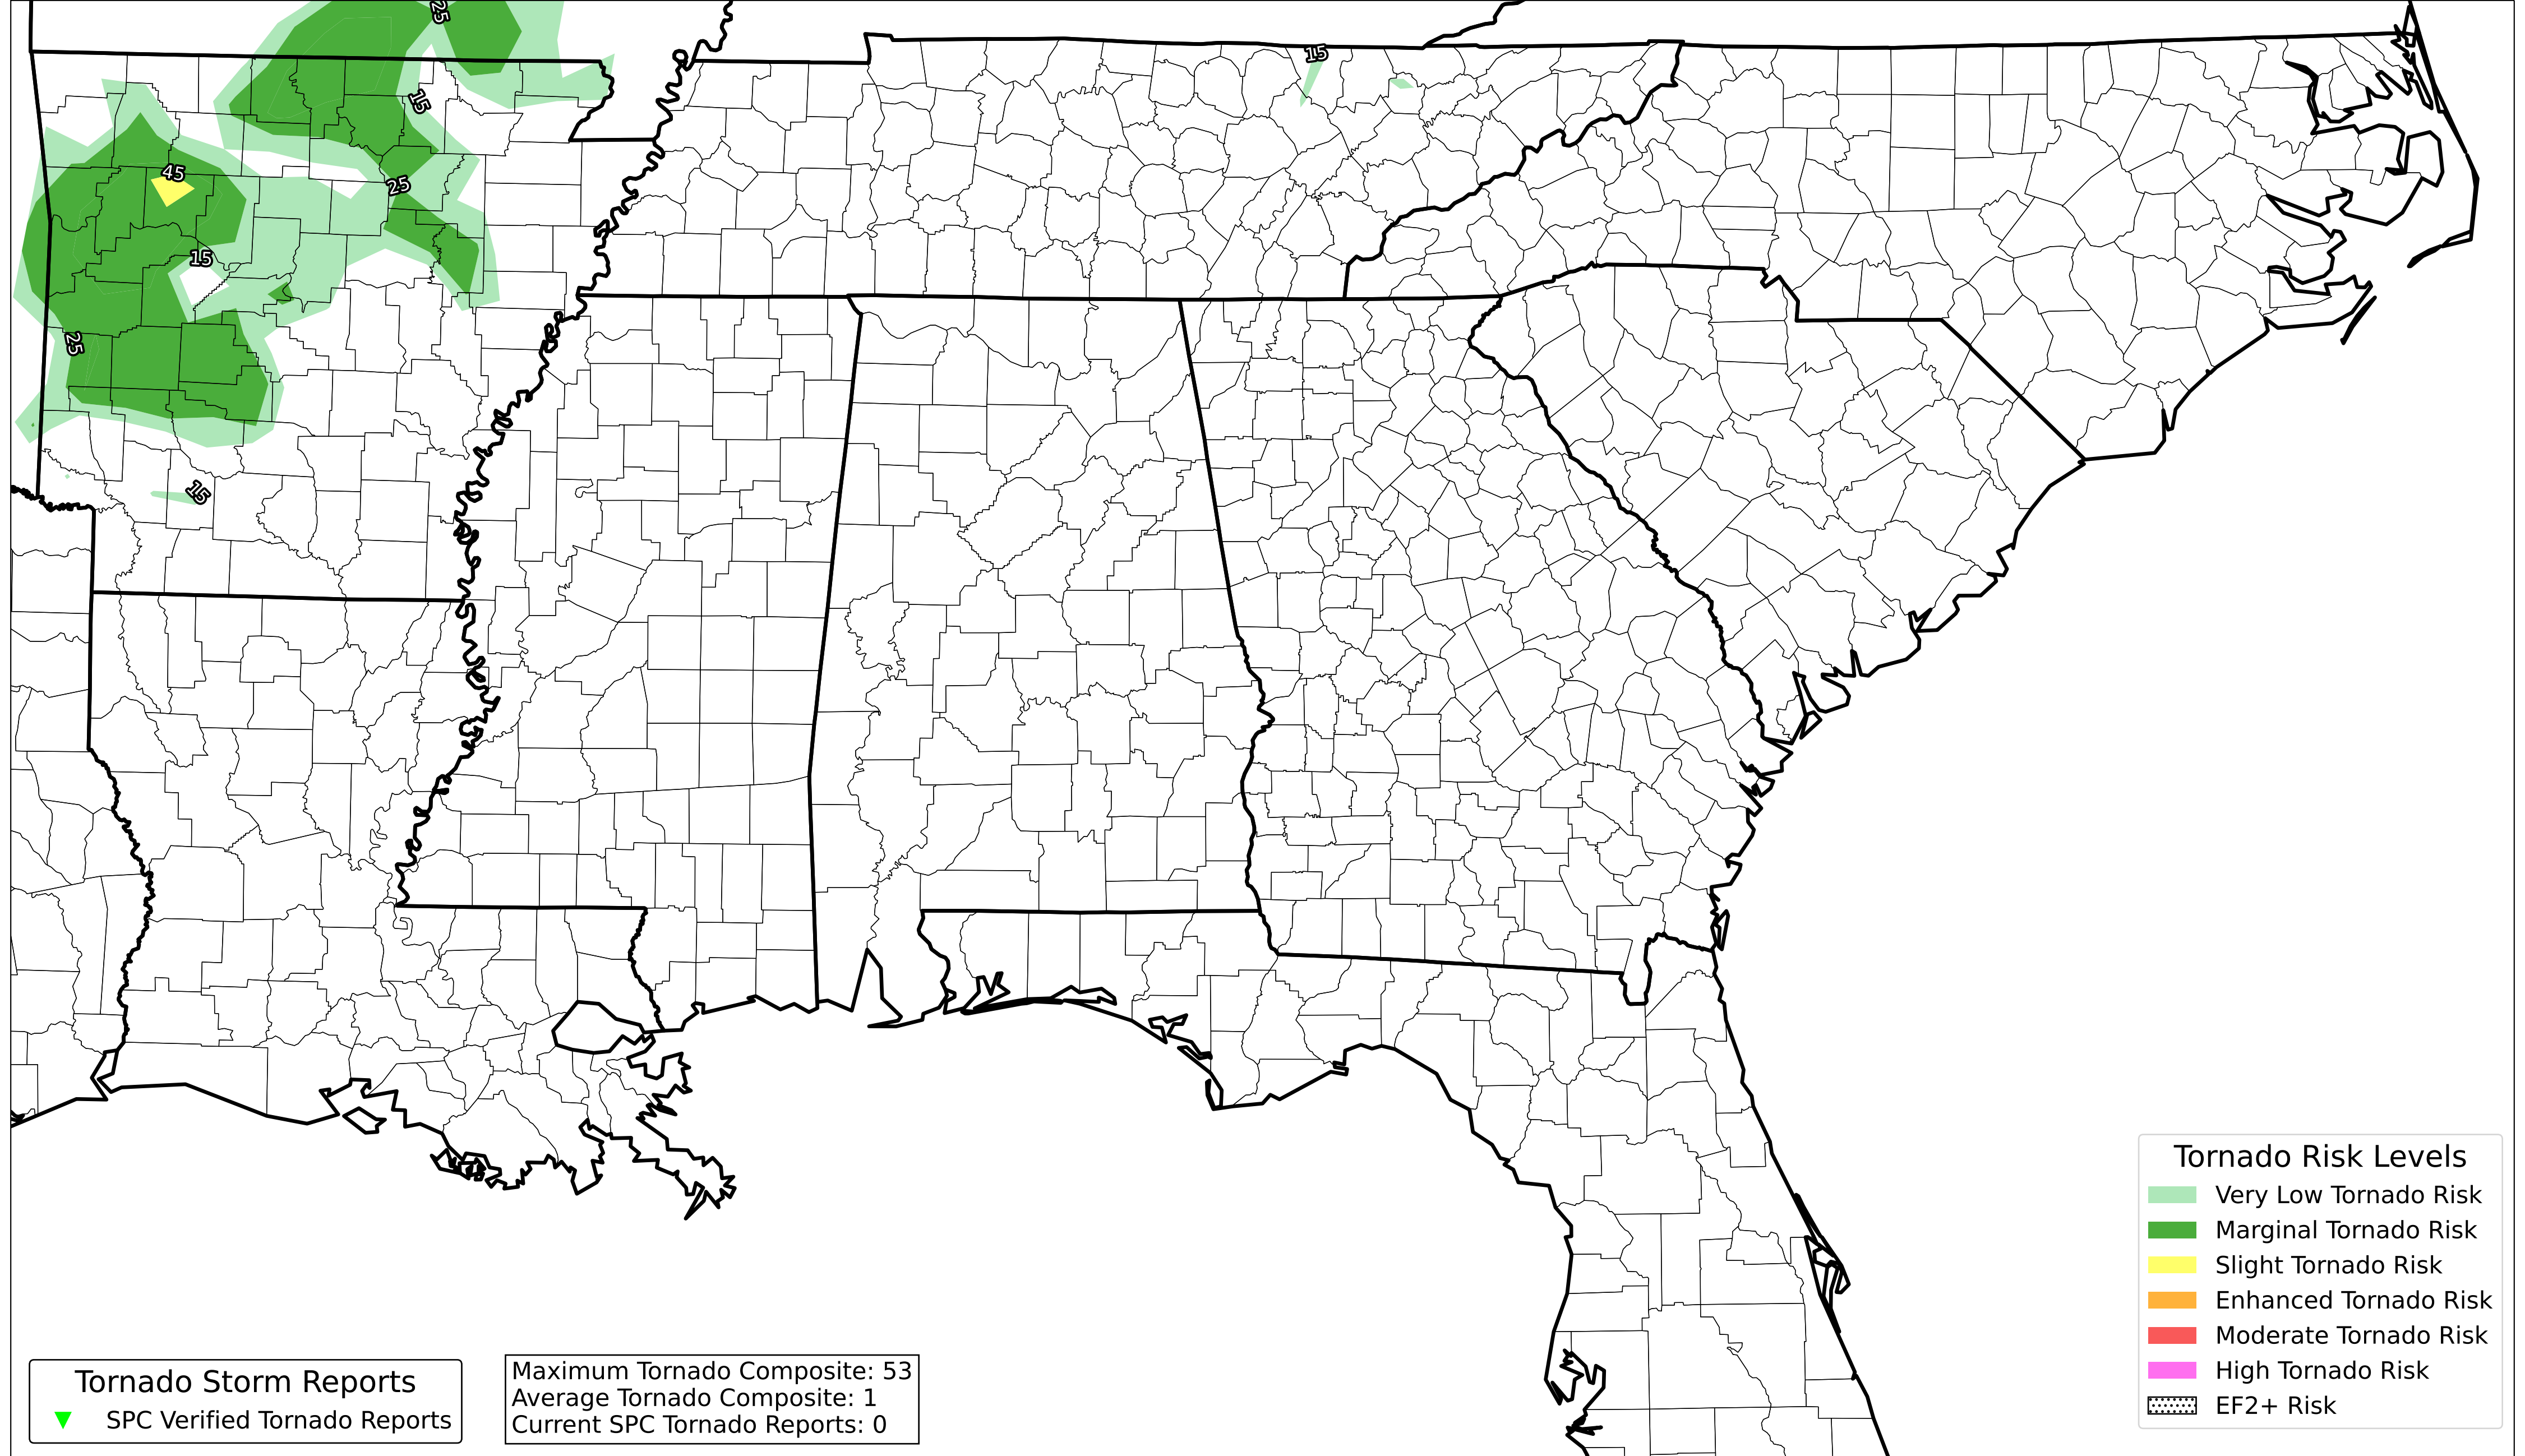 25
15
15
45
25
15
25
15
Tornado Risk Levels
Very Low Tornado Risk
Marginal Tornado Risk
Slight Tornado Risk
Enhanced Tornado Risk
Moderate Tornado Risk
High Tornado Risk
EF2+ Risk
Tornado Storm Reports
SPC Verified Tornado Reports
Maximum Tornado Composite: 53
Average Tornado Composite: 1
Current SPC Tornado Reports: 0